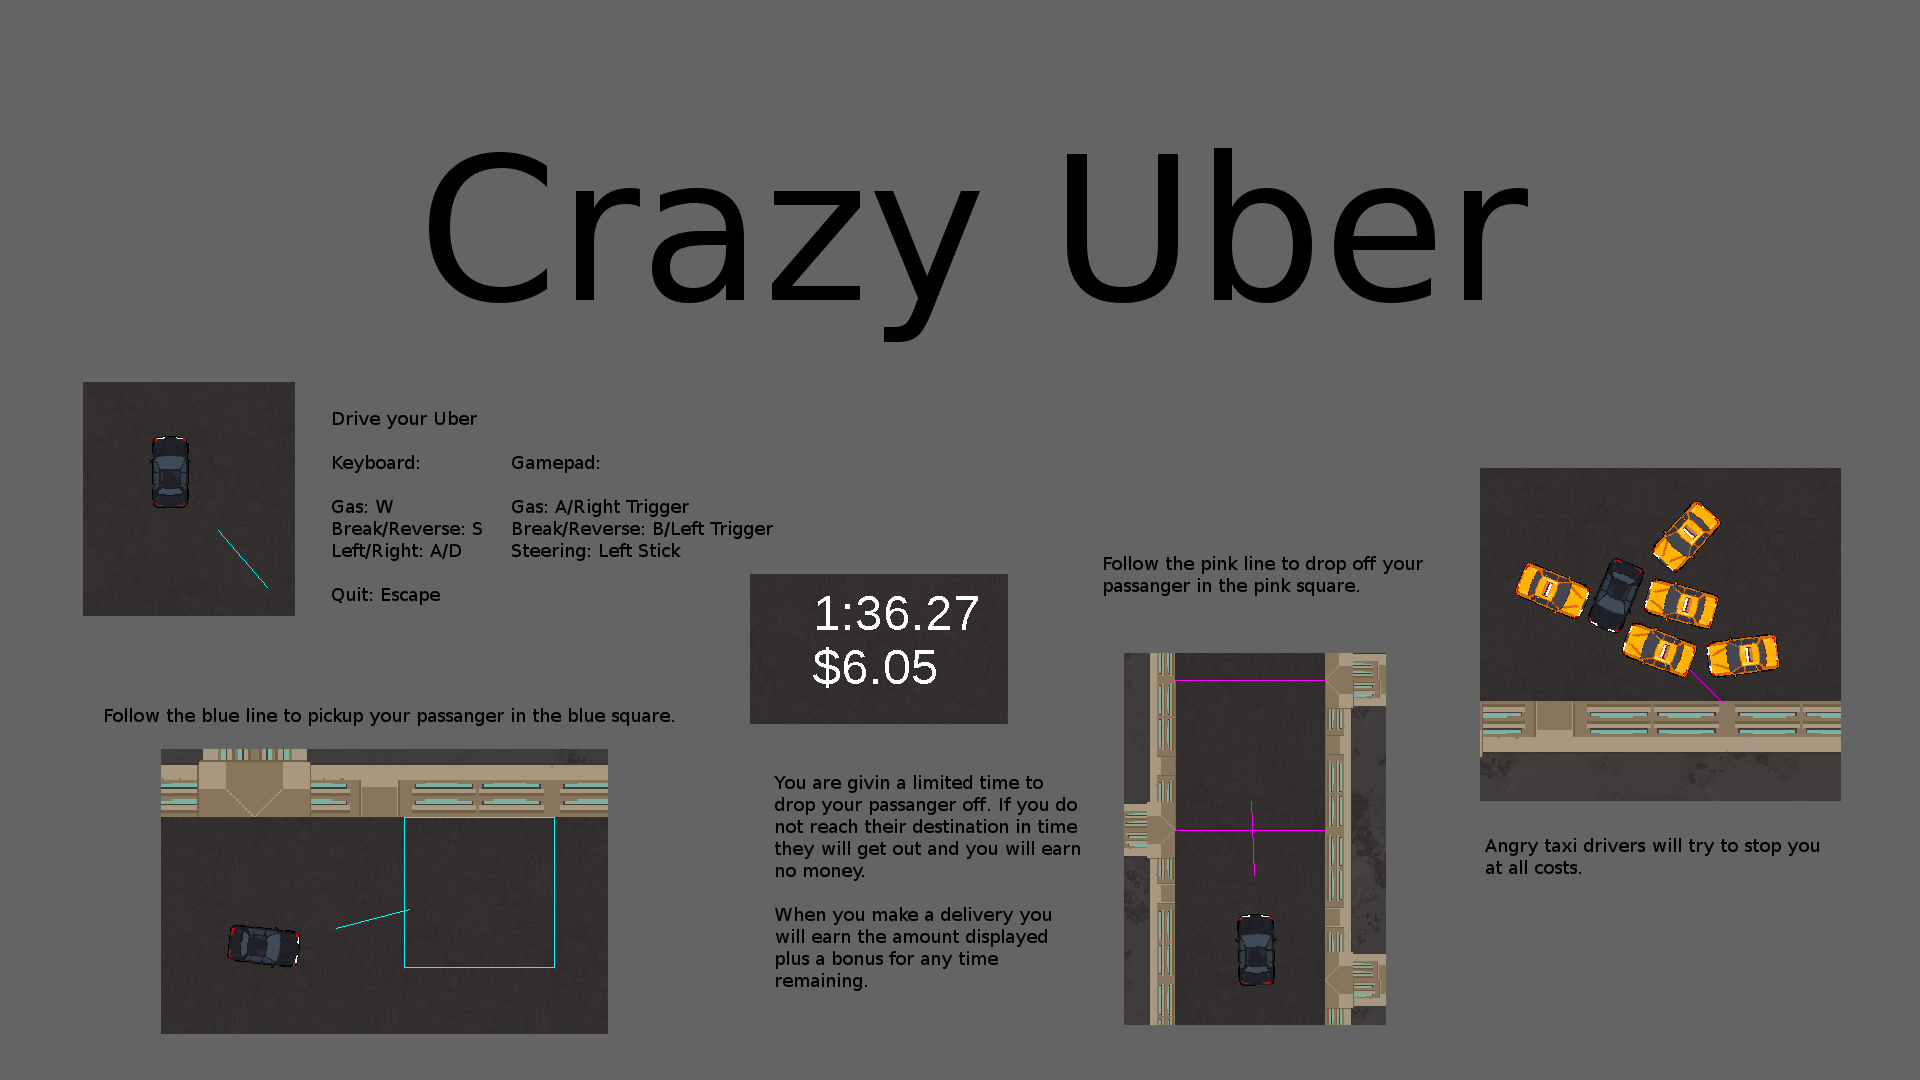 Crazy Uber
Drive your Uber
Keyboard:
Gas: W
Break/Reverse: S
Left/Right: A/D
Quit: Escape
Gamepad:
Gas: A/Right Trigger
Break/Reverse: B/Left Trigger
Steering: Left Stick
Follow the blue line to pickup your passanger in the blue square.
1:36.27
$6.05
You are givin a limited time to
drop your passanger off. If you do
not reach their destination in time
they will get out and you will earn
no money.
When you make a delivery you
will earn the amount displayed
plus a bonus for any time
remaining.
Follow the pink line to drop off your
passanger in the pink square.
Angry taxi drivers will try to stop you
at all costs.